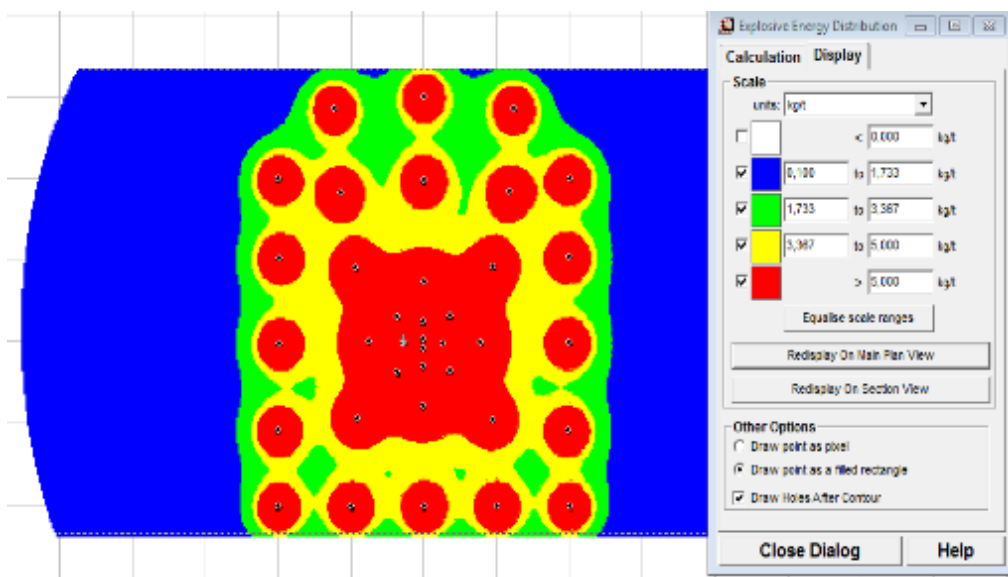 Explosive Energy Distribution
Calculation Display
Scale
units: kg/t
< 0,000 kg/t
0,100 to 1,733 kg/t
1,733 to 3,367 kg/t
3,367 to 5,000 kg/t
> 5,000 kg/t
Equalise scale ranges
Redisplay On Main Plan View
Redisplay On Section View
Other Options
Draw point as pixel
Draw point as a filled rectangle
Draw Holes After Contour
Close Dialog Help